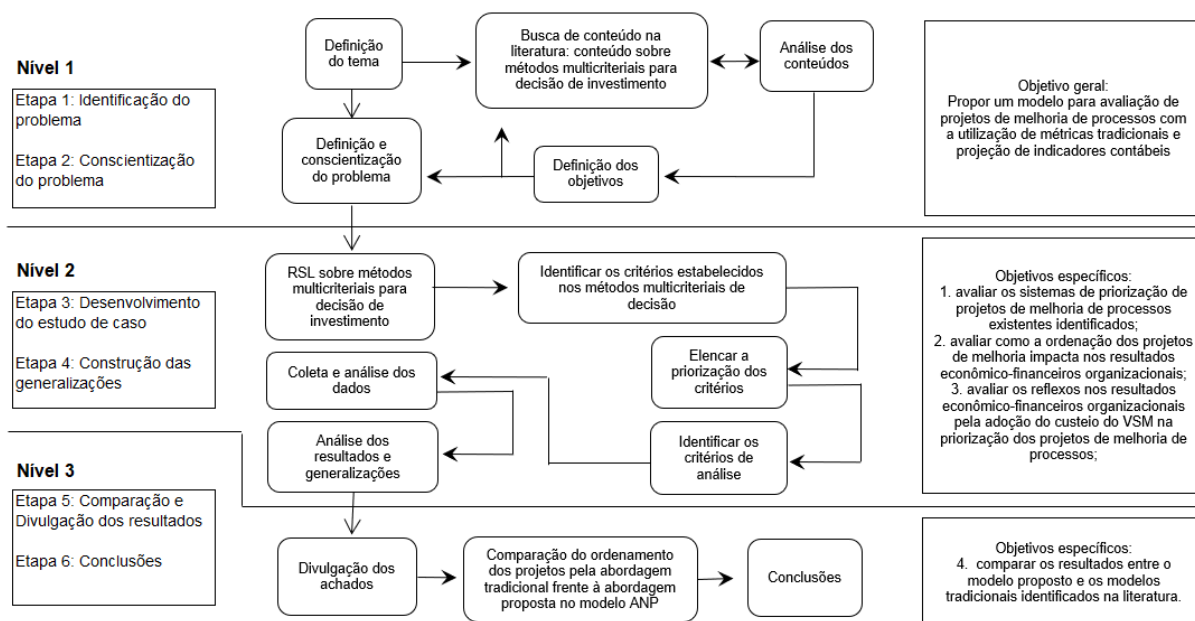 Nível 1
Etapa 1: Identificação do
problema
Etapa 2: Conscientização
do problema
Definição
do tema
Busca de conteúdo na
literatura: conteúdo sobre
métodos multicriteriais para
decisão de investimento
Análise dos
conteúdos
Definição e
conscientização
do problema
Definição dos
objetivos
Objetivo geral:
Propor um modelo para avaliação de
projetos de melhoria de processos com
a utilização de métricas tradicionais e
projeção de indicadores contábeis
Nível 2
Etapa 3: Desenvolvimento
do estudo de caso
Etapa 4: Construção das
generalizações
RSL sobre métodos
multicriteriais para
decisão de
investimento
Identificar os critérios estabelecidos
nos métodos multicriteriais de
decisão
Elencar a
priorização dos
critérios
Coleta e análise dos
dados
Análise dos
resultados e
generalizações
Identificar os
critérios de
análise
Objetivos específicos:
1. avaliar os sistemas de priorização de
projetos de melhoria de processos
existentes identificados;
2. avaliar como a ordenação dos projetos
de melhoria impacta nos resultados
econômico-financeiros organizacionais;
3. avaliar os reflexos nos resultados
econômico-financeiros organizacionais
pela adoção do custeio do VSM na
priorização dos projetos de melhoria de
processos;
Nível 3
Etapa 5: Comparação e
Divulgação dos resultados
Etapa 6: Conclusões
Divulgação dos
achados
Comparação do ordenamento
dos projetos pela abordagem
tradicional frente à abordagem
proposta no modelo ANP
Conclusões
Objetivos específicos:
4. comparar os resultados entre o
modelo proposto e os modelos
tradicionais identificados na literatura.